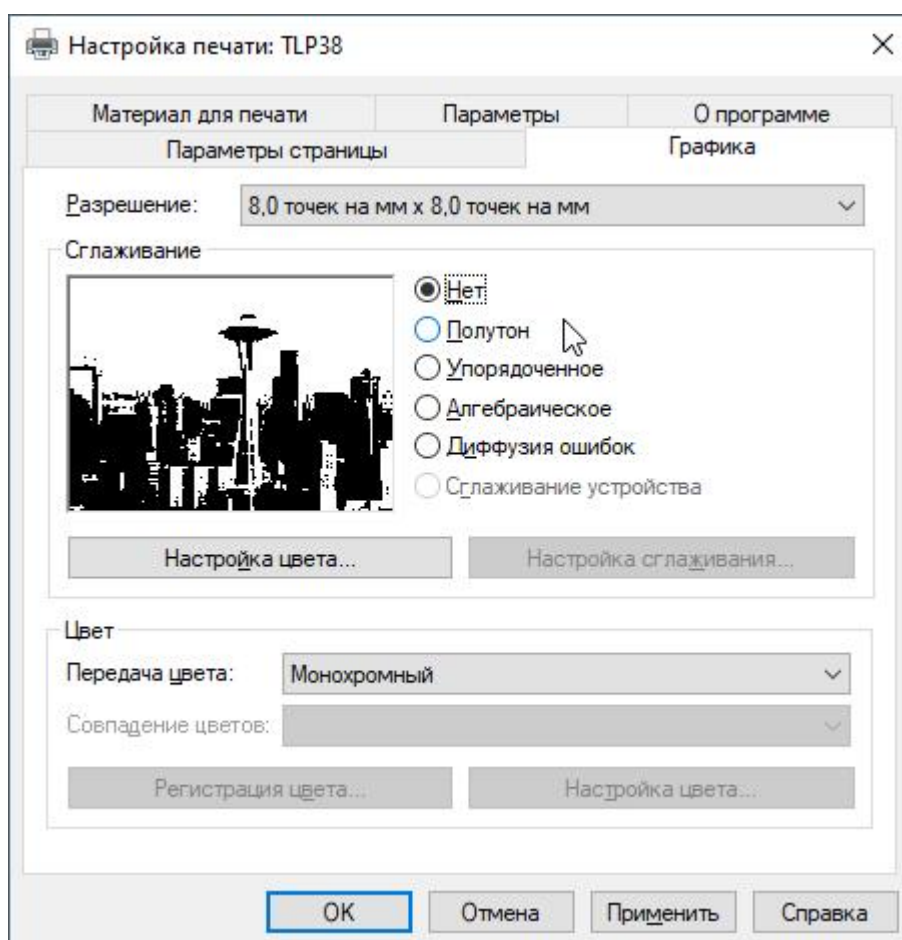 Настройка печати: TLP38
Материал для печати Параметры О программе
Параметры страницы Графика
Разрешение: 8,0 точек на мм x 8,0 точек на мм
Сглаживание
Нет
Полутон
Упорядоченное
Алгебраическое
Диффузия ошибок
Сглаживание устройства
Настройка цвета... Настройка сглаживания...
Цвет
Передача цвета: Монохромный
Совпадение цветов:
Регистрация цвета... Настройка цвета...
OK Отмена Применить Справка